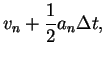 $v_n + \frac{1}{2} a_n \Delta t,$